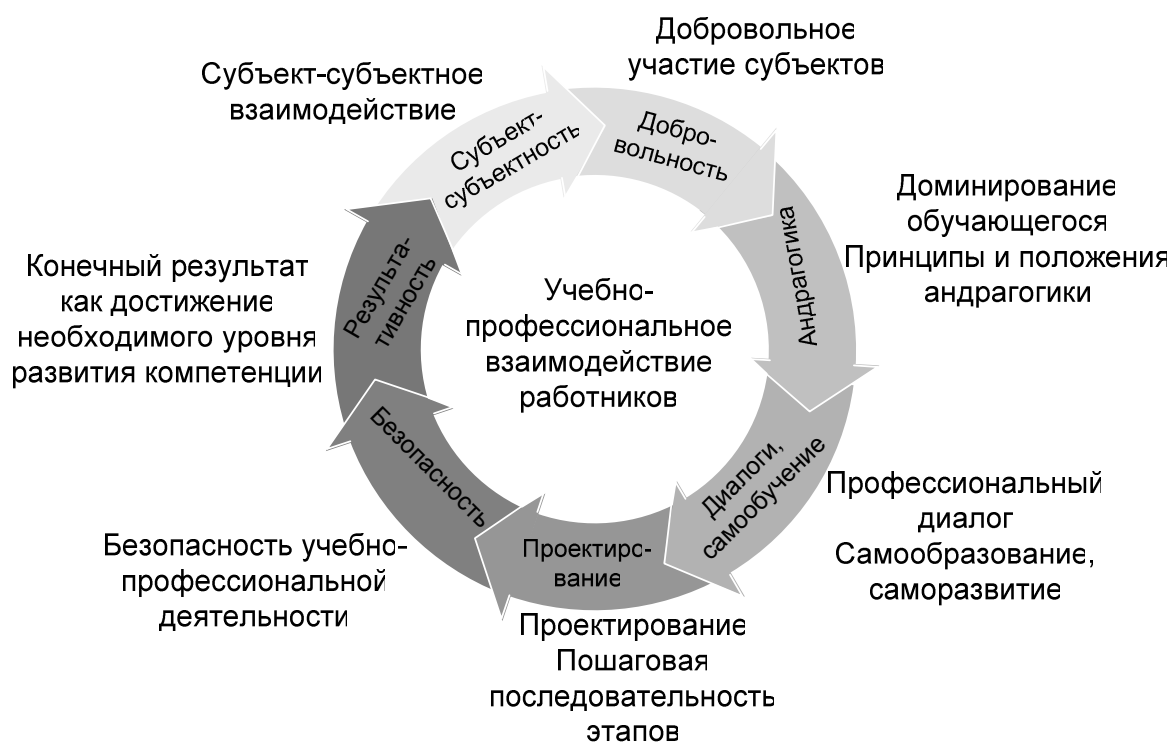 Добровольное
участие субъектов
Субъект-субъектное
взаимодействие
Субъект-
субъектность
Добро-
вольность
Андрагогика
Доминирование
обучающегося
Принципы и положения
андрагогики
Диалоги,
самообучение
Профессиональный
диалог
Самообразование,
саморазвитие
Проектиро-
вание
Проектирование
Пошаговая
последовательность
этапов
Безопасность
Безопасность учебно-
профессиональной
деятельности
Результа-
тивность
Конечный результат
как достижение
необходимого уровня
развития компетенции
Учебно-
профессиональное
взаимодействие
работников